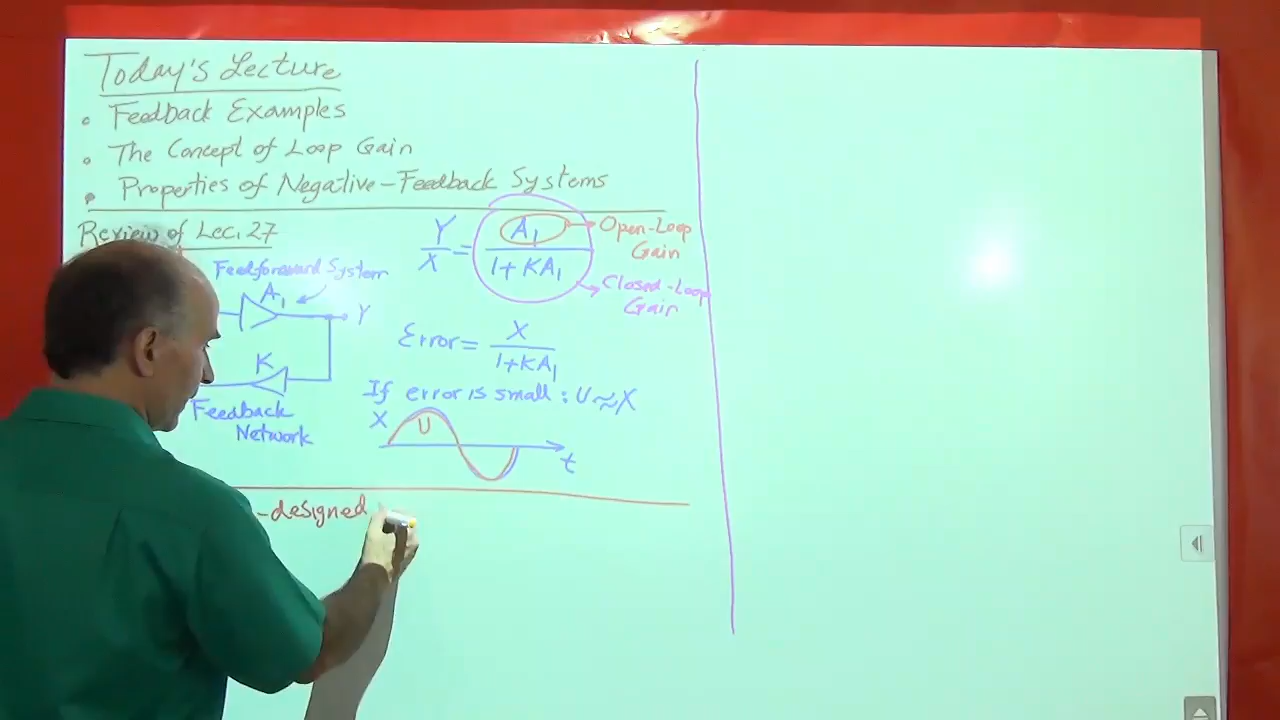 Today's Lecture
• Feedback Examples
• The Concept of Loop Gain
• Properties of Negative-Feedback Systems
Review of Lec. 27
Feedforward System
A₁
Y
K
Feedback
Network
Y/X = A₁/(1+KA₁)
Open-Loop
Gain
Closed-Loop
Gain
Error = X/(1+KA₁)
If error is small : U ≈ X
X
U
t
-designed